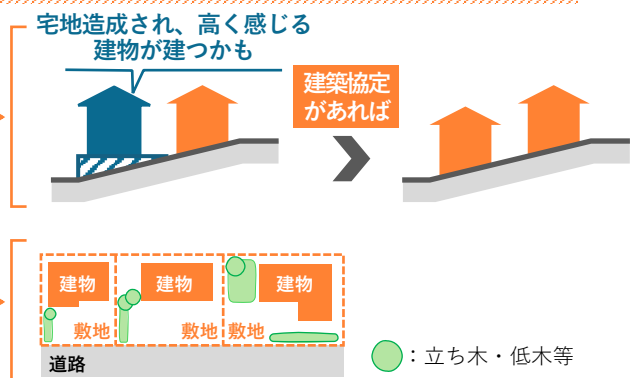 宅地造成され、高く感じる
建物が建つかも
建築協定
があれば
建物
建物
建物
敷地
敷地
敷地
道路
：立ち木・低木等